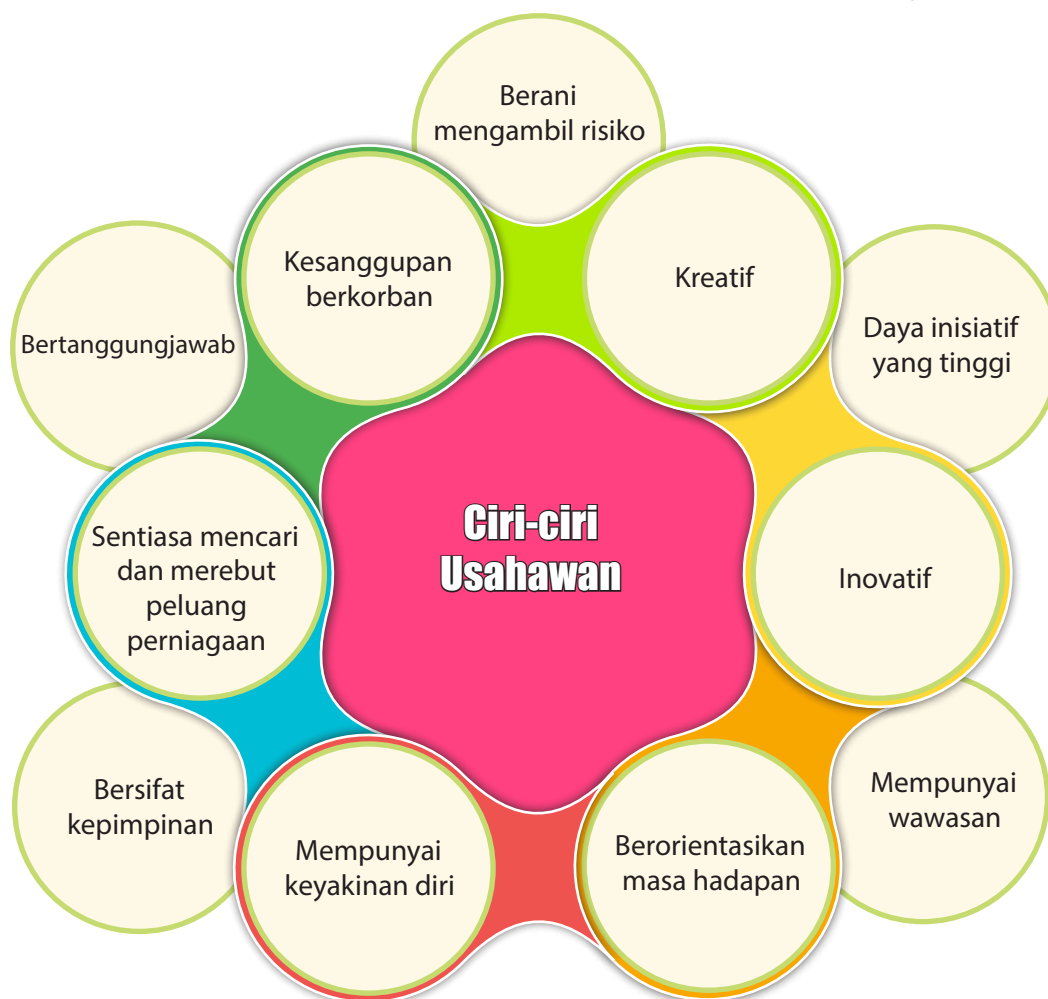 Berani
mengambil risiko
Kesanggupan
berkorban
Kreatif
Bertanggungjawab
Daya inisiatif
yang tinggi
Ciri-ciri
Usahawan
Sentiasa mencari
dan merebut
peluang
perniagaan
Inovatif
Bersifat
kepimpinan
Mempunyai
keyakinan diri
Berorientasikan
masa hadapan
Mempunyai
wawasan